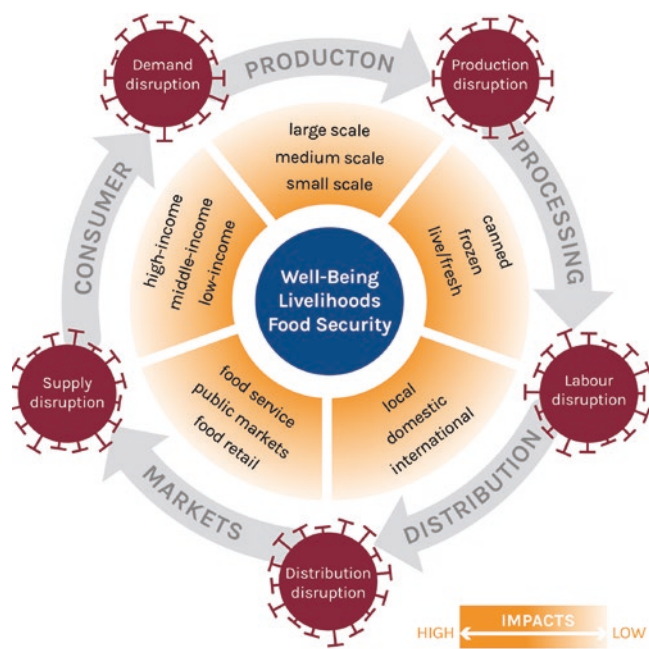 Demand
disruption
PRODUCTON
Production
disruption
PROCESSING
Labour
disruption
DISTRIBUTION
Distribution
disruption
MARKETS
Supply
disruption
CONSUMER
large scale
medium scale
small scale
canned
frozen
live/fresh
local
domestic
international
food service
public markets
food retail
high-income
middle-income
low-income
Well-Being
Livelihoods
Food Security
IMPACTS
HIGH
LOW